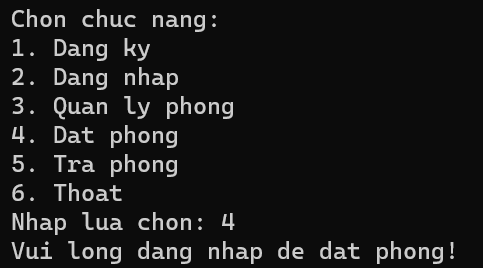 Chon chuc nang:
1. Dang ky
2. Dang nhap
3. Quan ly phong
4. Dat phong
5. Tra phong
6. Thoat
Nhap lua chon: 4
Vui long dang nhap de dat phong!